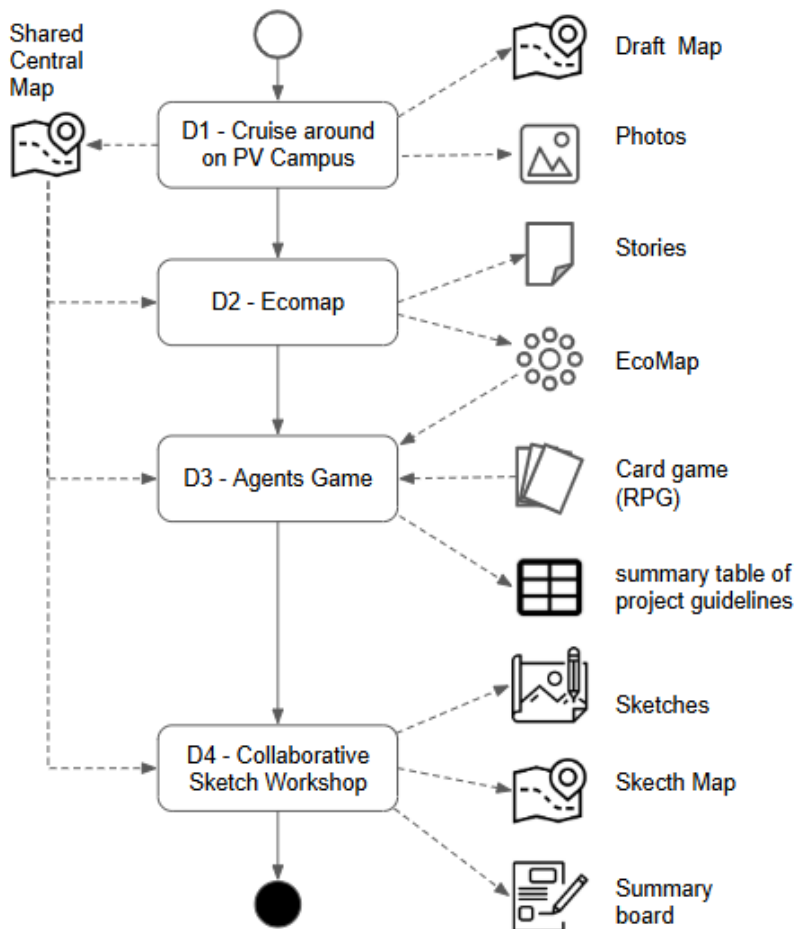 Shared
Central
Map
Draft Map
D1 - Cruise around
on PV Campus
Photos
Stories
D2 - Ecomap
EcoMap
D3 - Agents Game
Card game
(RPG)
summary table of
project guidelines
Sketches
D4 - Collaborative
Sketch Workshop
Skecth Map
Summary
board